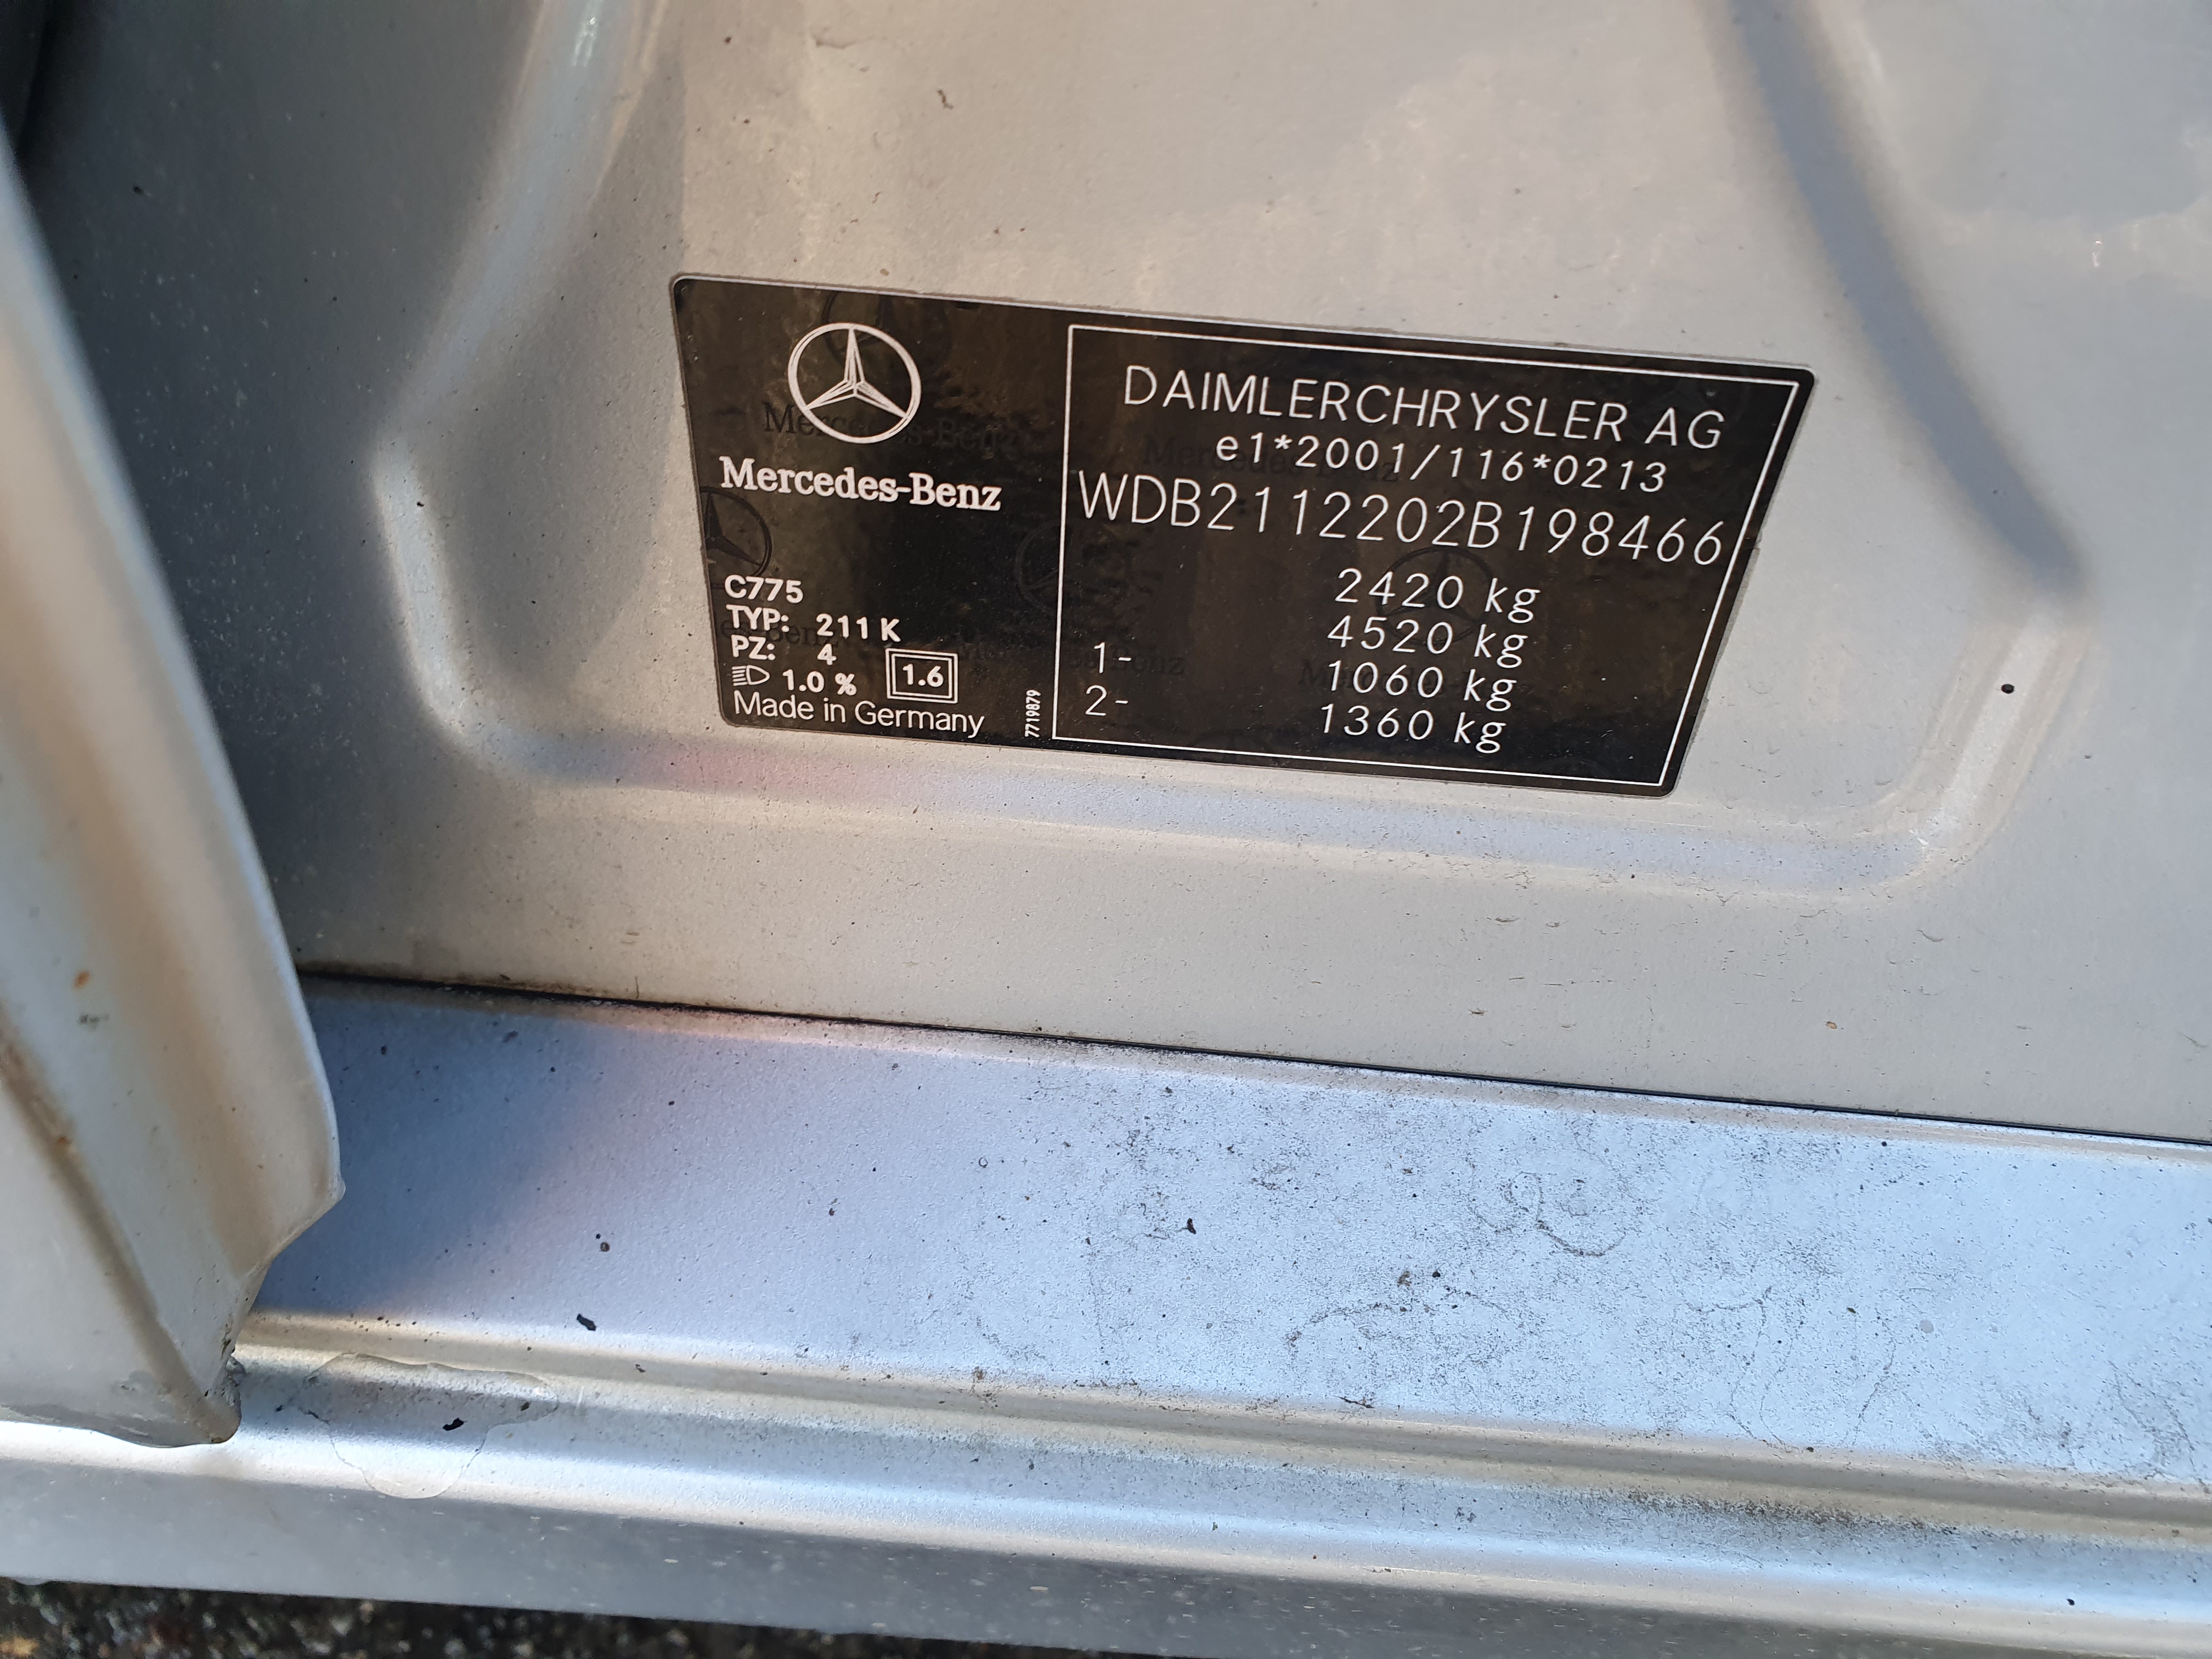 Mercedes-Benz
C775
TYP: 211 K
PZ: 4
1.0 % 1.6
Made in Germany
7719879
DAIMLERCHRYSLER AG
e1*2001/116*0213
WDB2112202B198466
2420 kg
4520 kg
1- 1060 kg
2- 1360 kg